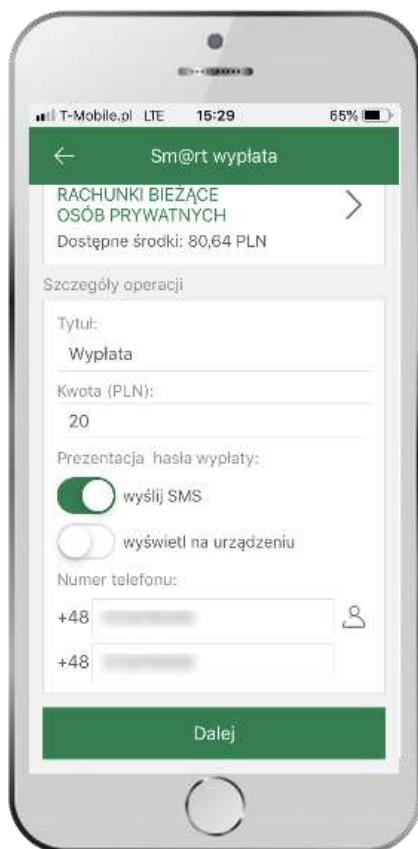 T-Mobile.pl LTE 15:29 65%
Sm@rt wypłata
RACHUNKI BIEŻĄCE
OSÓB PRYWATNYCH
Dostępne środki: 80,64 PLN
Szczegóły operacji
Tytuł:
Wypłata
Kwota (PLN):
20
Prezentacja hasła wypłaty:
wyślij SMS
wyświetl na urządzeniu
Numer telefonu:
+48
+48
Dalej